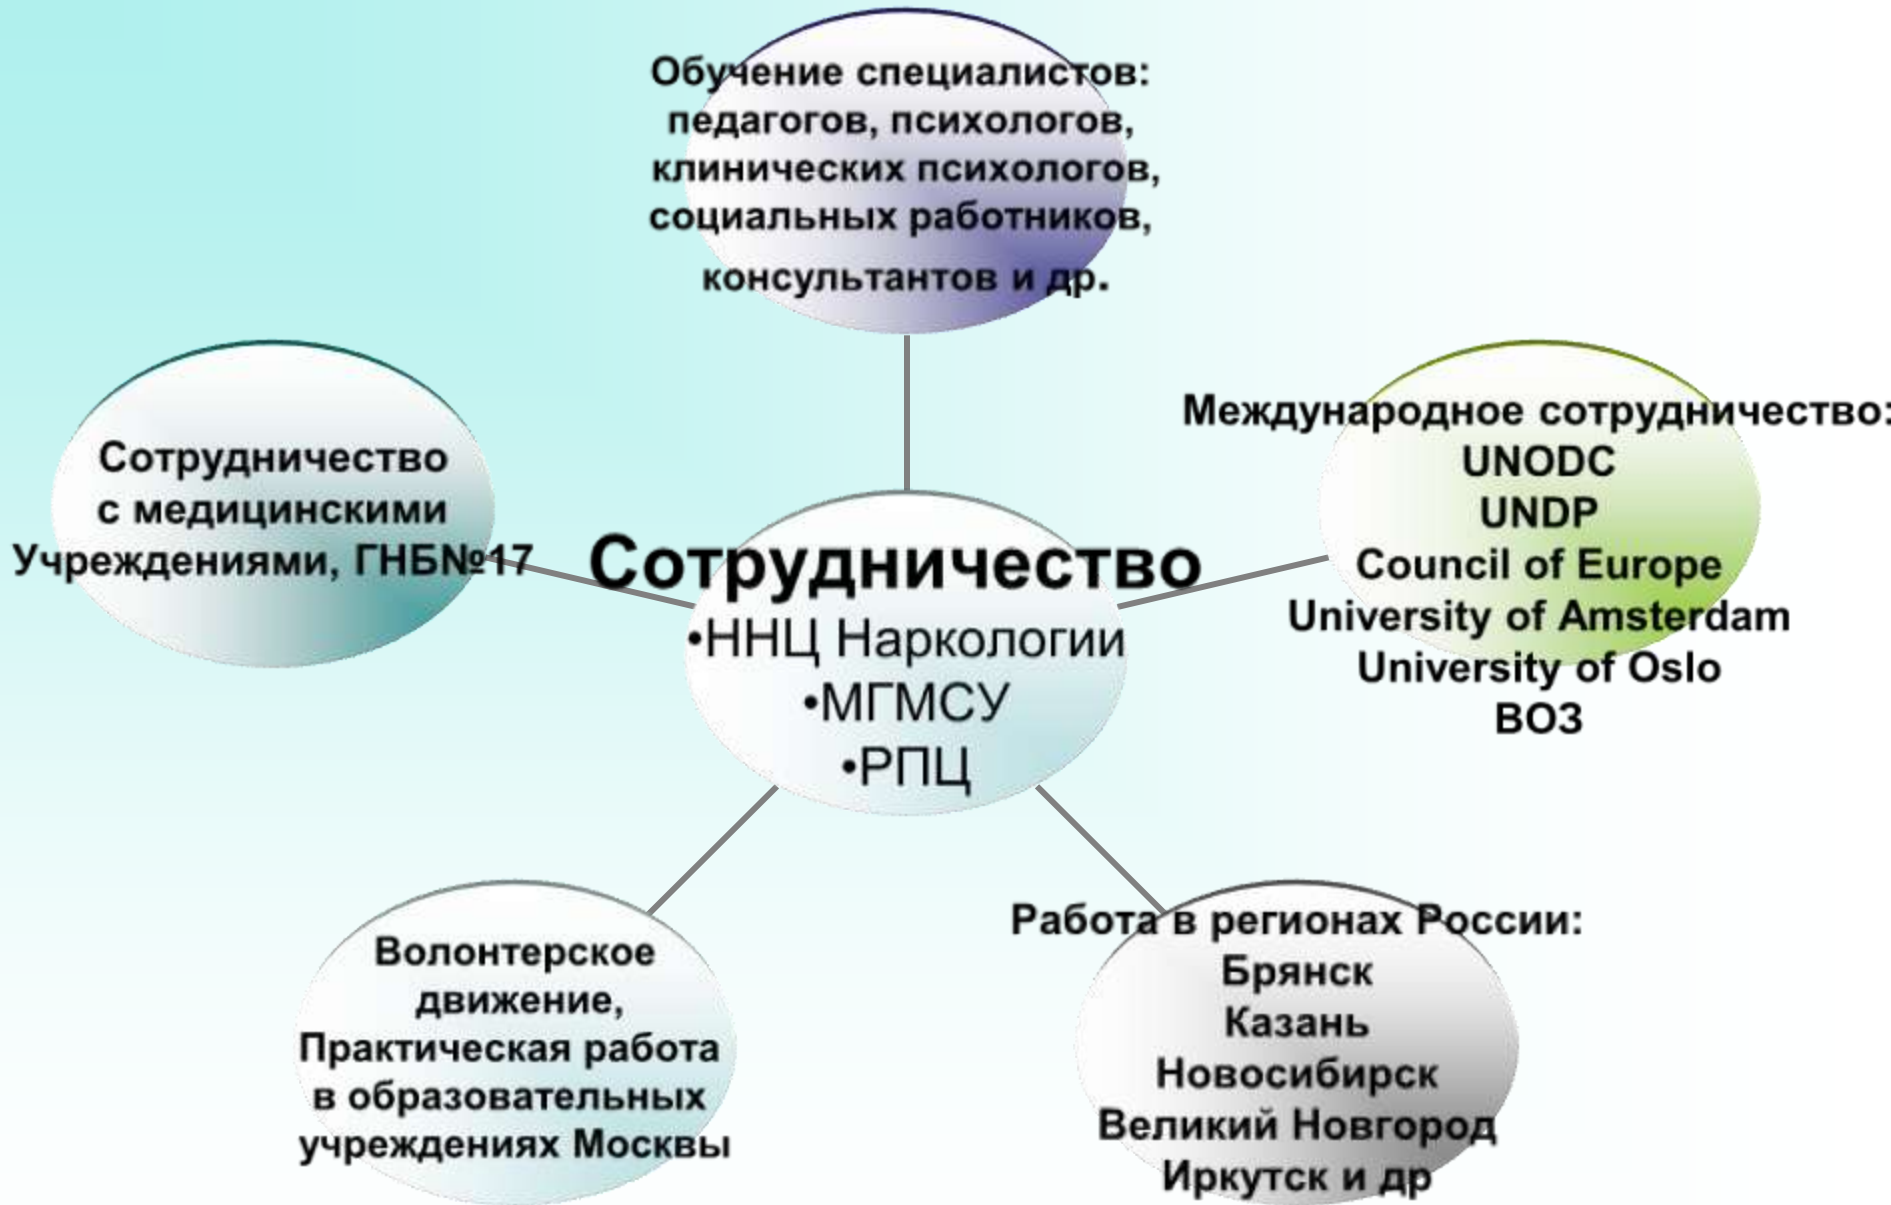 Обучение специалистов:
педагогов, психологов,
клинических психологов,
социальных работников,
консультантов и др.
Сотрудничество
с медицинскими
Учреждениями, ГНБ№17
Международное сотрудничество:
UNODC
UNDP
Council of Europe
University of Amsterdam
University of Oslo
ВОЗ
Сотрудничество
•ННЦ Наркологии
•МГМСУ
•РПЦ
Волонтерское
движение,
Практическая работа
в образовательных
учреждениях Москвы
Работа в регионах России:
Брянск
Казань
Новосибирск
Великий Новгород
Иркутск и др